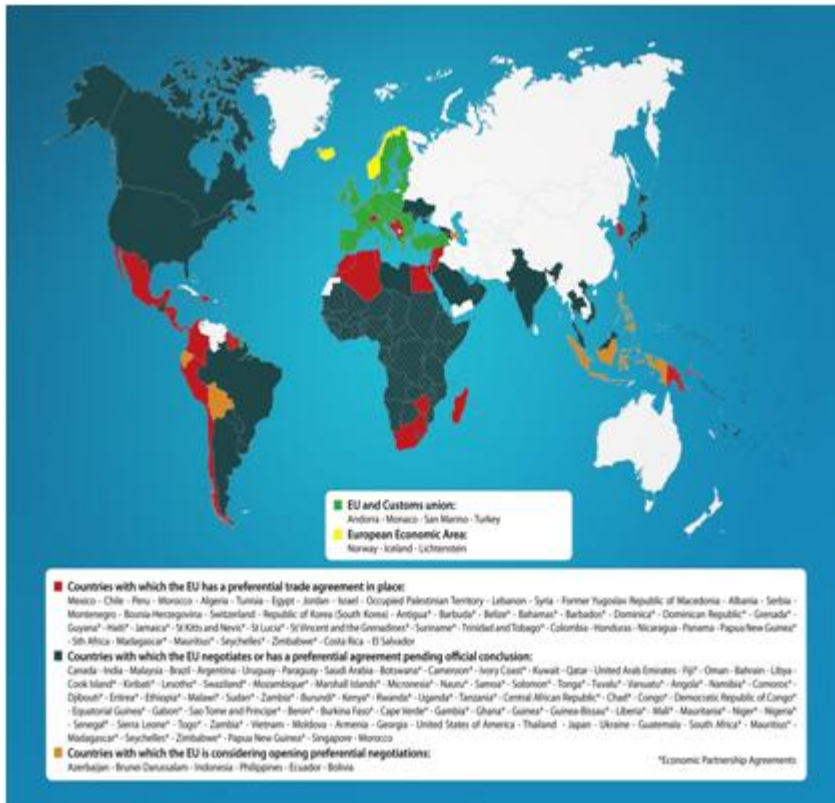 EU and Customs union:
Andorra - Monaco - San Marino - Turkey
European Economic Area:
Norway - Iceland - Lichtenstein
Countries with which the EU has a preferential trade agreement in place:
Mexico - Chile - Peru - Morocco - Algeria - Tunisia - Egypt - Jordan - Israel - Occupied Palestinian Territory - Lebanon - Syria - Former Yugoslav Republic of Macedonia - Albania - Serbia -
Montenegro - Bosnia-Herzegovina - Switzerland - Republic of Korea (South Korea) - Antigua* - Barbuda* - Belize* - Bahamas* - Barbados* - Dominica* - Dominican Republic* - Grenada* -
Guyana* - Haiti* - Jamaica* - St Kitts and Nevis* - St Lucia* - St Vincent and the Grenadines* - Suriname* - Trinidad and Tobago* - Colombia - Honduras - Nicaragua - Panama - Papua New Guinea*
- Sth Africa - Madagascar* - Mauritius* - Seychelles* - Zimbabwe* - Costa Rica - El Salvador
Countries with which the EU negotiates or has a preferential agreement pending official conclusion:
Canada - India - Malaysia - Brazil - Argentina - Uruguay - Paraguay - Saudi Arabia - Botswana* - Cameroon* - Ivory Coast* - Kuwait - Qatar - United Arab Emirates - Fiji* - Oman - Bahrain - Libya -
Cook Island* - Kiribati* - Lesotho* - Swaziland* - Mozambique* - Marshall Islands* - Micronesia* - Nauru* - Samoa* - Solomon* - Tonga* - Tuvalu* - Vanuatu* - Angola* - Namibia* - Comoros* -
Djibouti* - Eritrea* - Ethiopia* - Malawi* - Sudan* - Zambia* - Burundi* - Kenya* - Rwanda* - Uganda* - Tanzania* - Central African Republic* - Chad* - Congo* - Democratic Republic of Congo*
- Equatorial Guinea* - Gabon* - Sao Tome and Principe* - Benin* - Burkina Faso* - Cape Verde* - Gambia* - Ghana* - Guinea* - Guinea-Bissau* - Liberia* - Mali* - Mauritania* - Niger* - Nigeria
- Senegal* - Sierra Leone* - Togo* - Zambia* - Vietnam - Moldova - Armenia - Georgia - United States of America - Thailand - Japan - Ukraine - Guatemala - South Africa* - Mauritius* -
Madagascar* - Seychelles* - Zimbabwe* - Papua New Guinea* - Singapore - Morocco
Countries with which the EU is considering opening preferential negotiations:
Azerbaijan - Brunei Darussalam - Indonesia - Philippines - Ecuador - Bolivia
*Economic Partnership Agreements